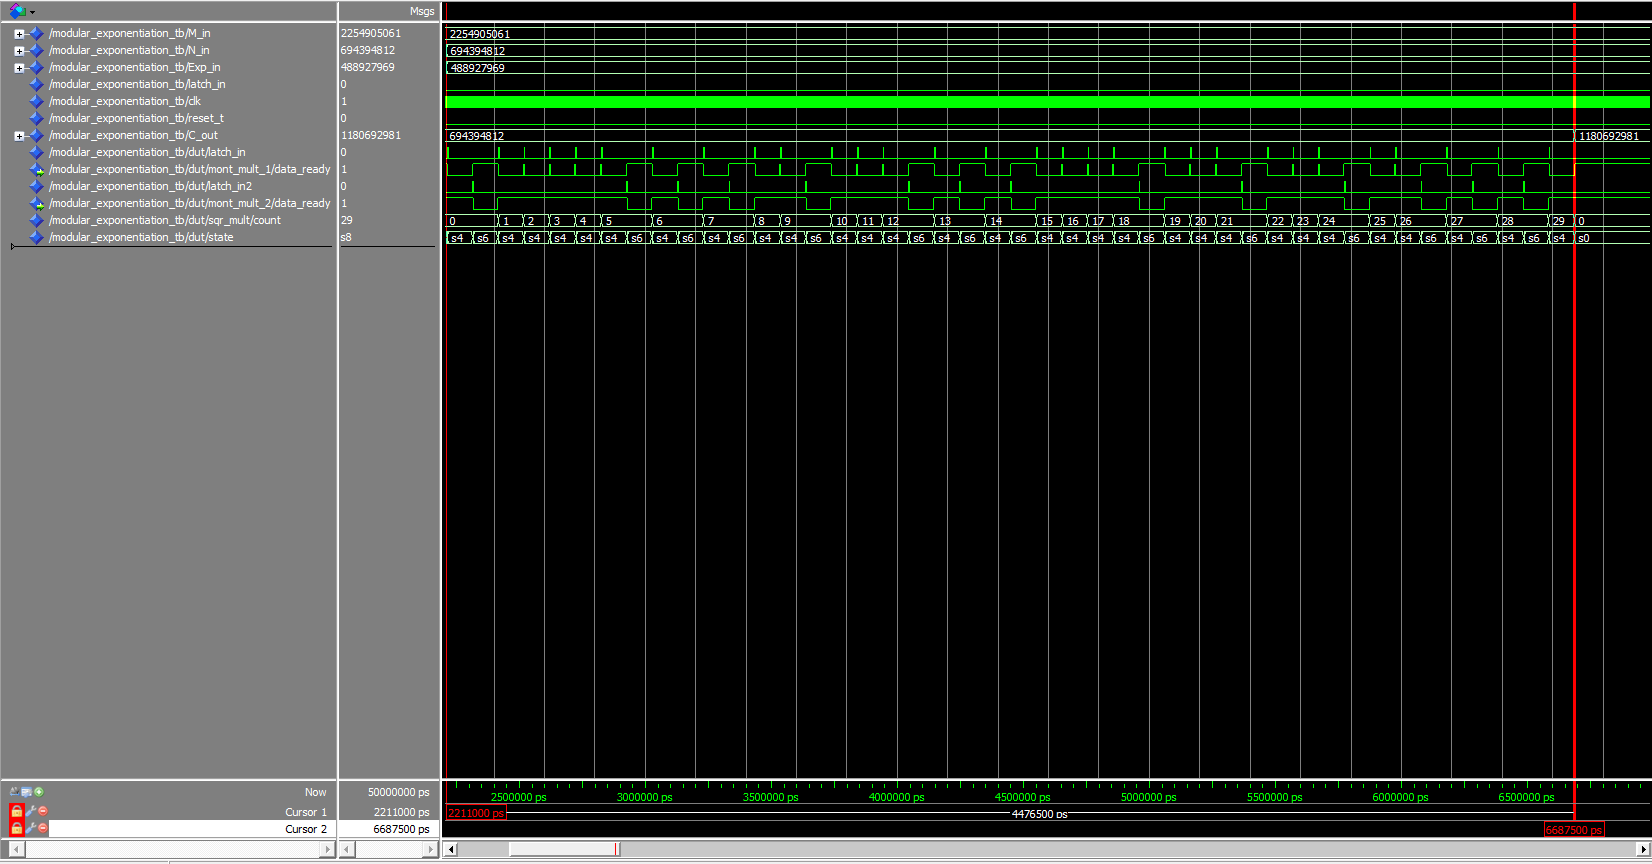 Msgs
/modular_exponentiation_tb/M_in 2254905061 2254905061
/modular_exponentiation_tb/N_in 694394812 694394812
/modular_exponentiation_tb/Exp_in 488927969 488927969
/modular_exponentiation_tb/latch_in 0
/modular_exponentiation_tb/clk 1
/modular_exponentiation_tb/reset_t 0
/modular_exponentiation_tb/C_out 1180692981 694394812 1180692981
/modular_exponentiation_tb/dut/latch_in 0
/modular_exponentiation_tb/dut/mont_mult_1/data_ready 1
/modular_exponentiation_tb/dut/latch_in2 0
/modular_exponentiation_tb/dut/mont_mult_2/data_ready 1
/modular_exponentiation_tb/dut/sqr_mult/count 29 0 1 2 3 4 5 6 7 8 9 10 11 12 13 14 15 16 17 18 19 20 21 22 23 24 25 26 27 28 29 0
/modular_exponentiation_tb/dut/state s8 s4 s6 s4 s4 s4 s4 s4 s6 s4 s6 s4 s6 s4 s4 s6 s4 s4 s4 s6 s4 s6 s4 s6 s4 s4 s4 s4 s6 s4 s4 s4 s6 s4 s4 s4 s6 s4 s4 s6 s4 s6 s4 s6 s4 s0
Now 50000000 ps 2500000 ps 3000000 ps 3500000 ps 4000000 ps 4500000 ps 5000000 ps 5500000 ps 6000000 ps 6500000 ps
Cursor 1 2211000 ps 2211000 ps 4476500 ps
Cursor 2 6687500 ps 6687500 ps